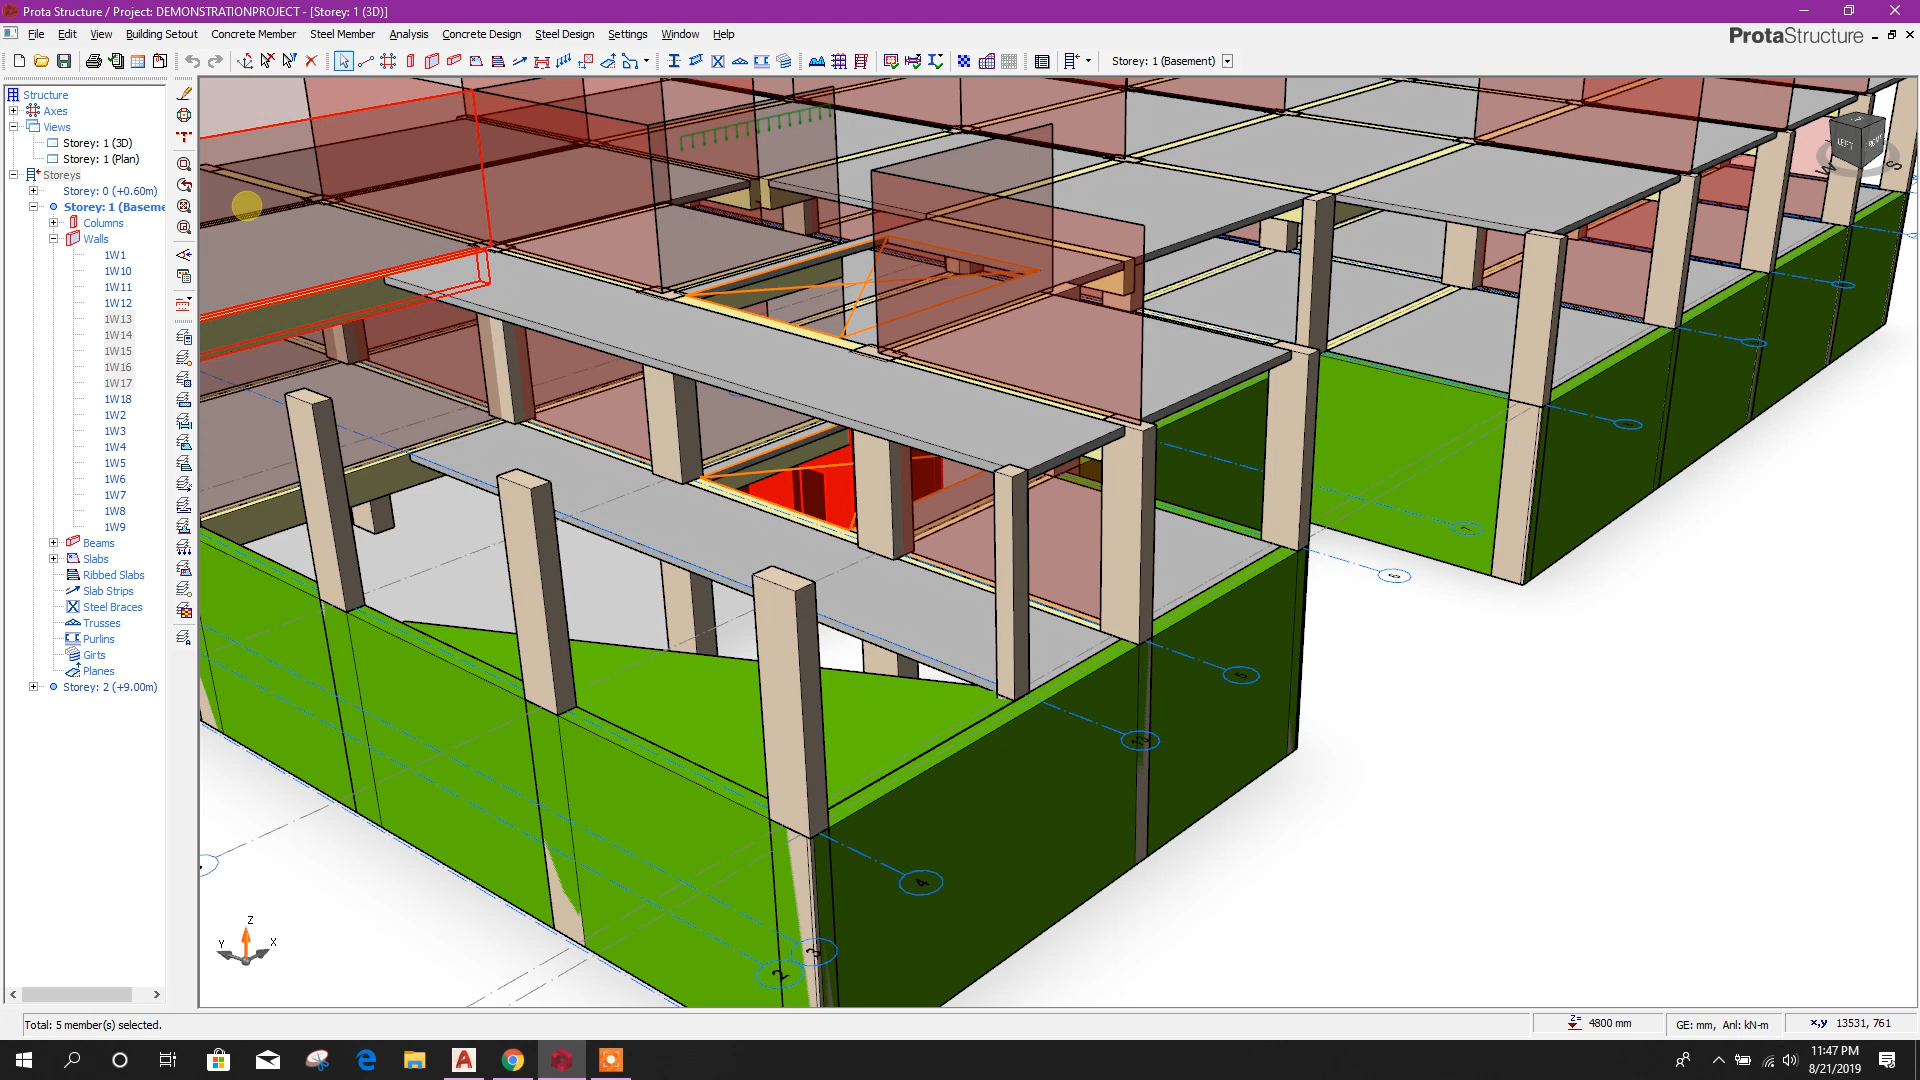 Prota Structure / Project: DEMONSTRATIONPROJECT - [Storey: 1 (3D)]
File Edit View Building Setout Concrete Member Steel Member Analysis Concrete Design Steel Design Settings Window Help
ProtaStructure
Storey: 1 (Basement)
Structure
Axes
Views
Storey: 1 (3D)
Storey: 1 (Plan)
Storeys
Storey: 0 (+0.60m)
Storey: 1 (Baseme
Columns
Walls
1W1
1W10
1W11
1W12
1W13
1W14
1W15
1W16
1W17
1W18
1W2
1W3
1W4
1W5
1W6
1W7
1W8
1W9
Beams
Slabs
Ribbed Slabs
Slab Strips
Steel Braces
Trusses
Purlins
Girts
Planes
Storey: 2 (+9.00m)
LEFT
S
5
4
3
2
Z
Y
X
Total: 5 member(s) selected.
Z= 4800 mm
GE: mm, Anl: kN-m
x,y 13531, 761
11:47 PM
8/21/2019